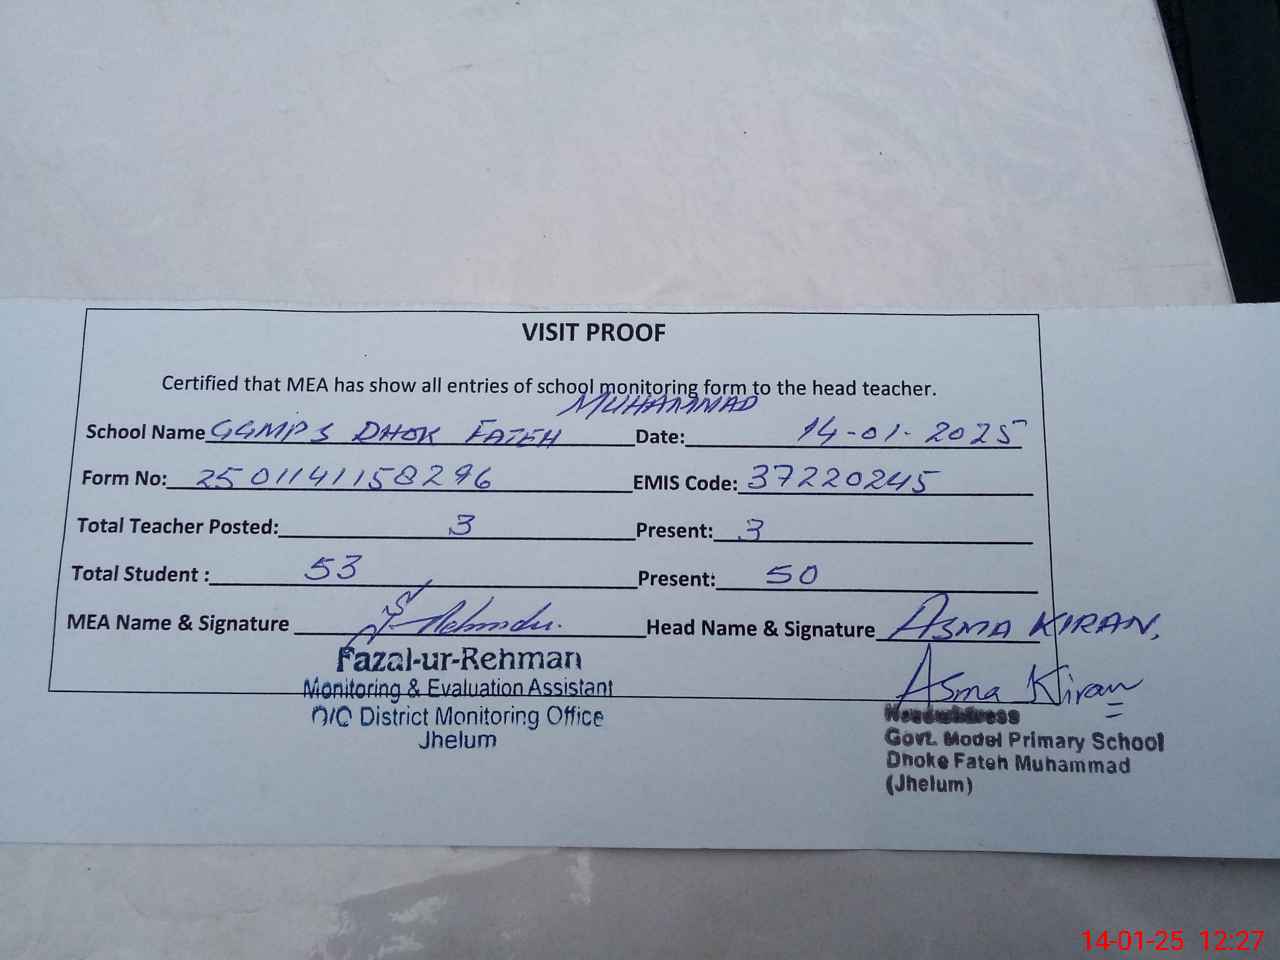 VISIT PROOF
Certified that MEA has show all entries of school monitoring form to the head teacher.
MUHAMMAD
School Name GGMPS DHOK FATEH Date: 14-01-2025
Form No: 2501141158296 EMIS Code: 37220245
Total Teacher Posted: 3 Present: 3
Total Student : 53 Present: 50
MEA Name & Signature Head Name & Signature ASMA KIRAN,
Fazal-ur-Rehman Asma Kiran
Monitoring & Evaluation Assistant Headmistress
O/O District Monitoring Office Govt. Model Primary School
Jhelum Dhoke Fateh Muhammad
(Jhelum)
14-01-25 12:27